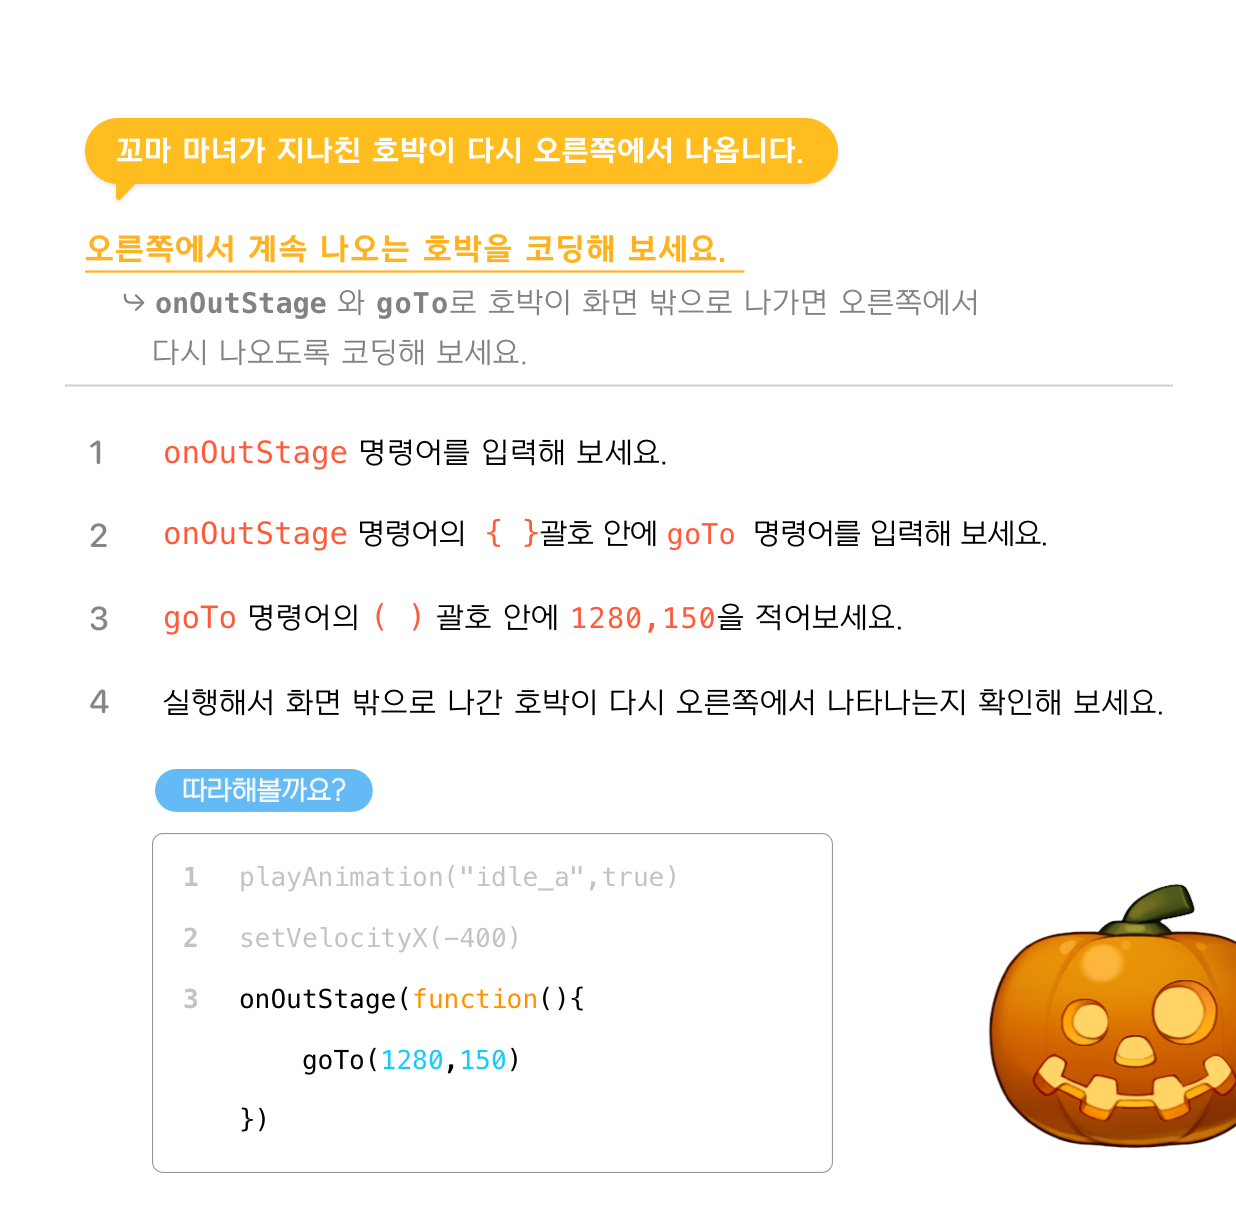 꼬마 마녀가 지나친 호박이 다시 오른쪽에서 나옵니다.
오른쪽에서 계속 나오는 호박을 코딩해 보세요.
↪ onOutStage 와 goTo로 호박이 화면 밖으로 나가면 오른쪽에서
다시 나오도록 코딩해 보세요.
1 onOutStage 명령어를 입력해 보세요.
2 onOutStage 명령어의 { }괄호 안에 goTo 명령어를 입력해 보세요.
3 goTo 명령어의 ( ) 괄호 안에 1280,150을 적어보세요.
4 실행해서 화면 밖으로 나간 호박이 다시 오른쪽에서 나타나는지 확인해 보세요.
따라해볼까요?
1 playAnimation("idle_a",true)
2 setVelocityX(-400)
3 onOutStage(function(){
goTo(1280,150)
})